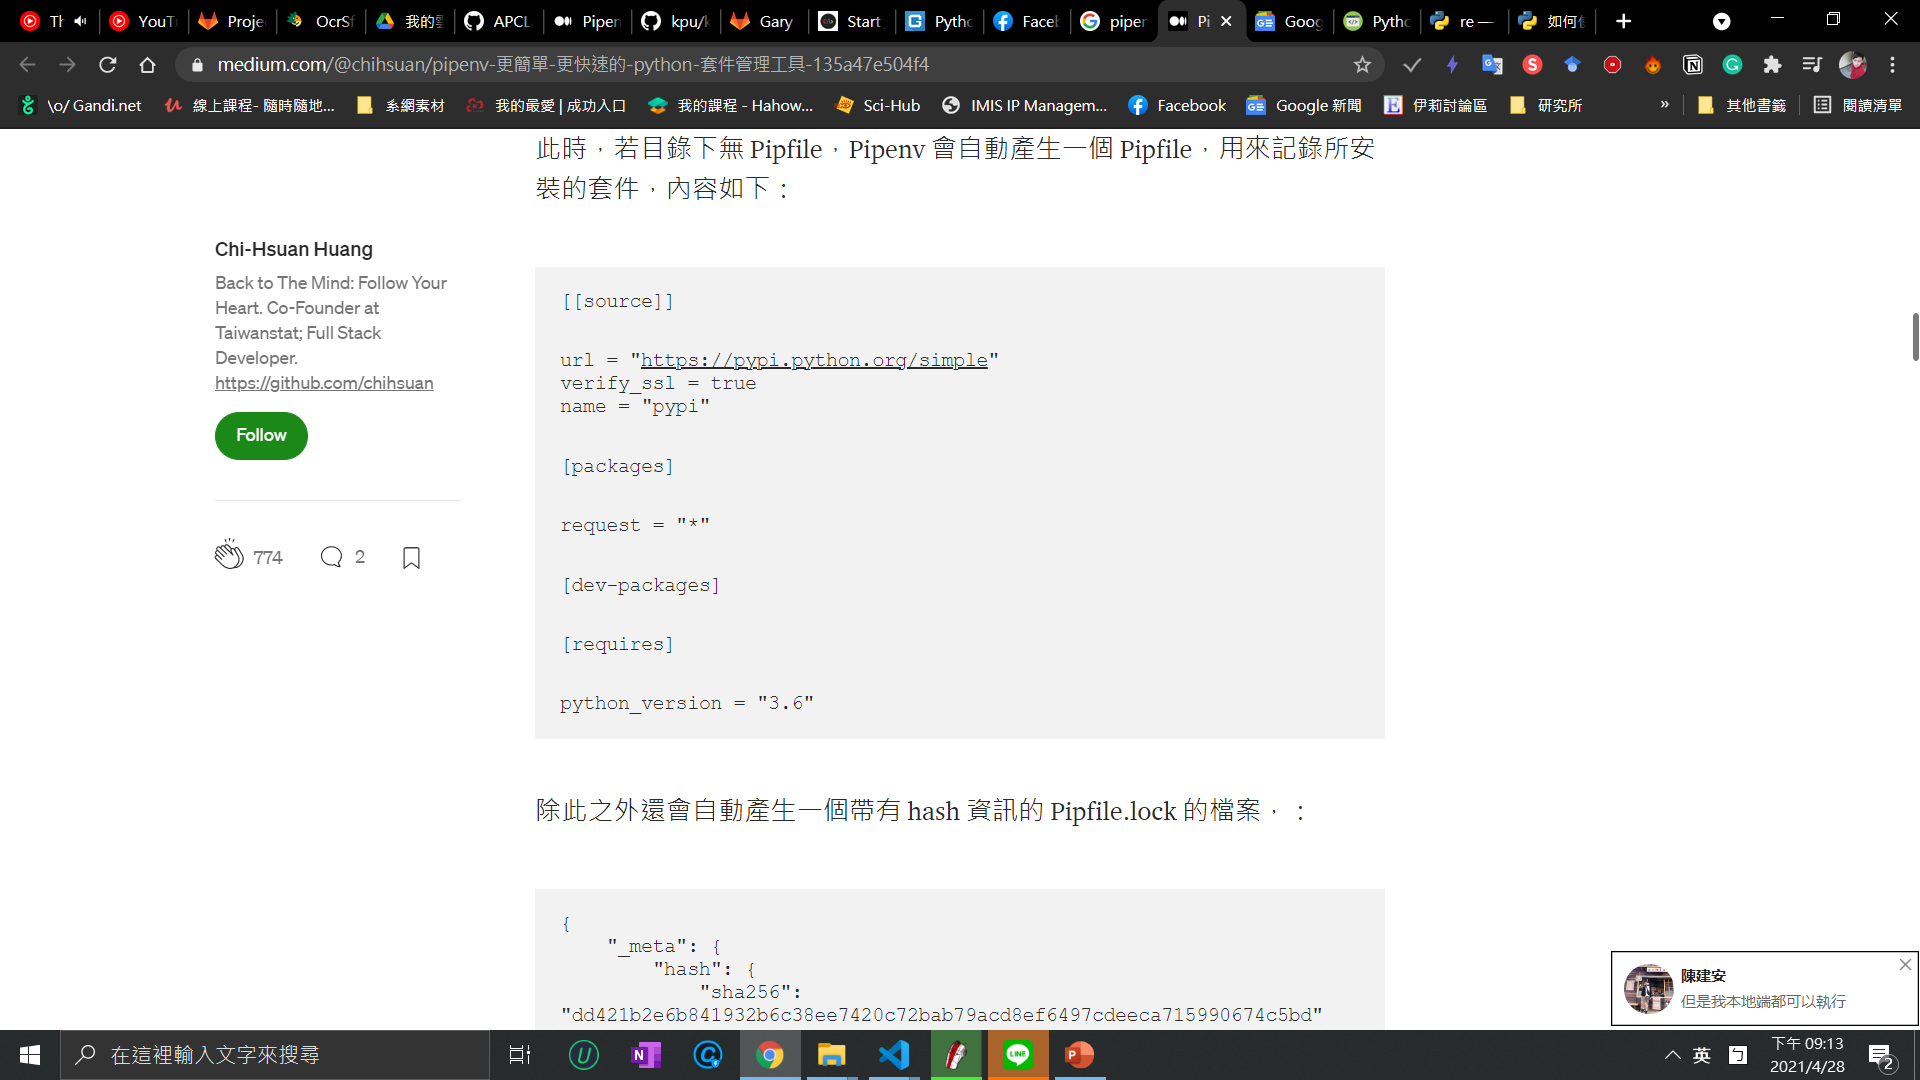 Th
YouTu
Proje
OcrSf
我的雲
APCL
Pipen
kpu/k
Gary
Start
Pytho
Faceb
piper
Pi
Goog
Pytho
re —
如何使
medium.com/@chihsuan/pipenv-更簡單-更快速的-python-套件管理工具-135a47e504f4
\o/ Gandi.net
線上課程- 隨時隨地...
系網素材
我的最愛 | 成功入口
我的課程 - Hahow...
Sci-Hub
IMIS IP Managem...
Facebook
Google 新聞
伊莉討論區
研究所
»
其他書籤
閱讀清單
此時，若目錄下無 Pipfile，Pipenv 會自動產生一個 Pipfile，用來記錄所安
裝的套件，內容如下：
Chi-Hsuan Huang
Back to The Mind: Follow Your
Heart. Co-Founder at
Taiwanstat; Full Stack
Developer.
https://github.com/chihsuan
Follow
774
2
[[source]]
url = "https://pypi.python.org/simple"
verify_ssl = true
name = "pypi"
[packages]
request = "*"
[dev-packages]
[requires]
python_version = "3.6"
除此之外還會自動產生一個帶有 hash 資訊的 Pipfile.lock 的檔案，：
{
"_meta": {
"hash": {
"sha256":
"dd421b2e6b841932b6c38ee7420c72bab79acd8ef6497cdeeca715990674c5bd"
陳建安
但是我本地端都可以執行
在這裡輸入文字來搜尋
LINE
英
下午 09:13
2021/4/28
2